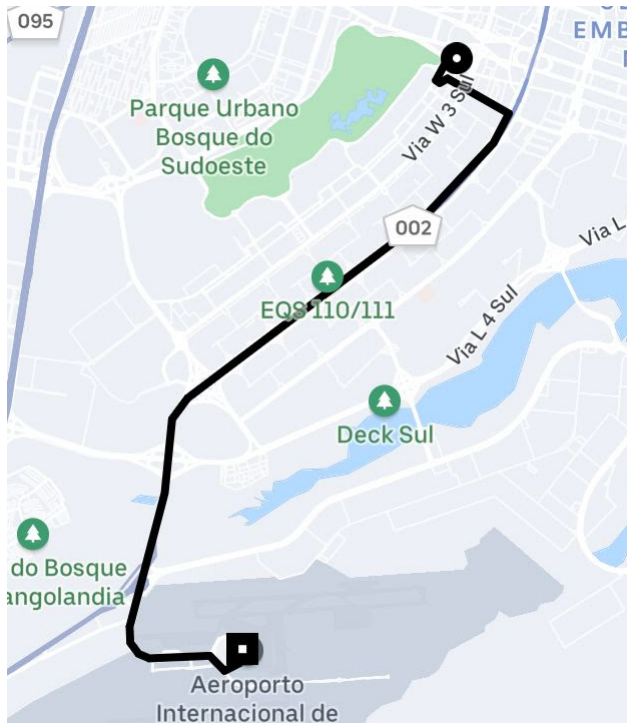 095
EMB
Parque Urbano
Bosque do
Sudoeste
Via W 3 Sul
002
Via L
EQS 110/111
Via L 4 Sul
Deck Sul
do Bosque
angolandia
Aeroporto
Internacional de